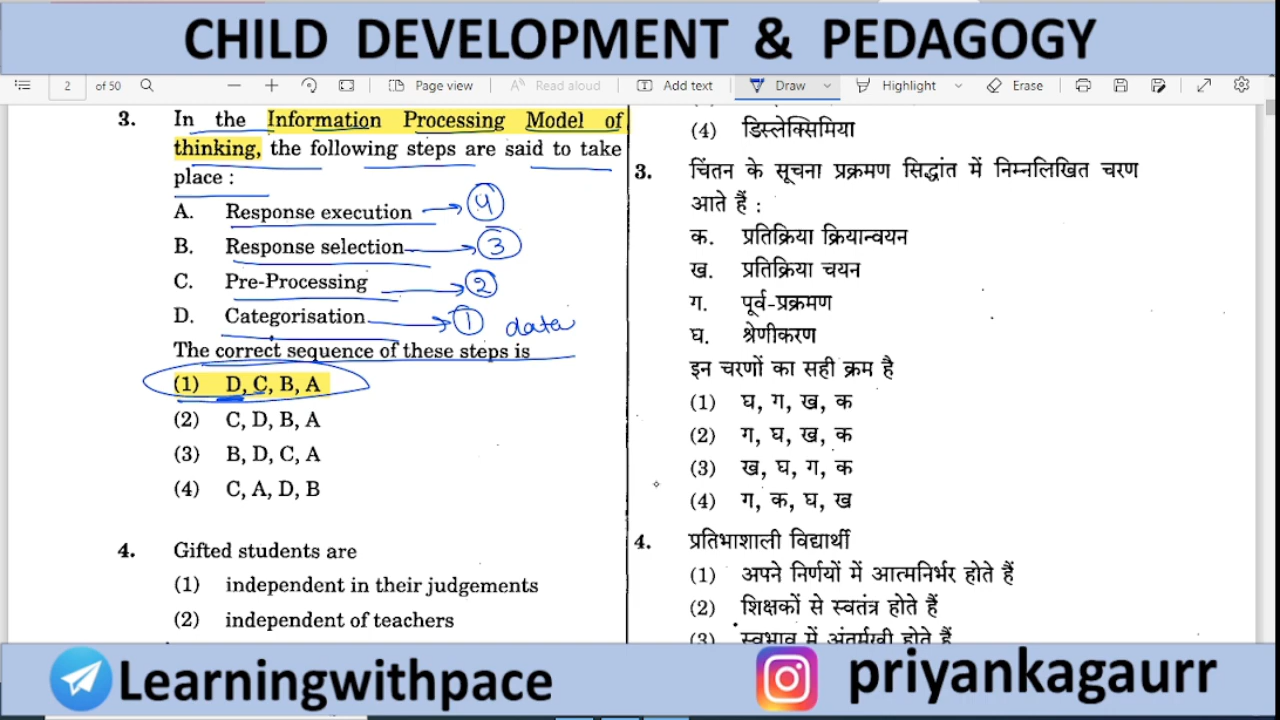 CHILD DEVELOPMENT & PEDAGOGY
2 of 50 Page view Read aloud Add text Draw Highlight Erase
3. In the Information Processing Model of
thinking, the following steps are said to take
place :
A. Response execution 4
B. Response selection 3
C. Pre-Processing 2
D. Categorisation 1 data
The correct sequence of these steps is
(1) D, C, B, A
(2) C, D, B, A
(3) B, D, C, A
(4) C, A, D, B
4. Gifted students are
(1) independent in their judgements
(2) independent of teachers
(4) डिस्लेक्सिमिया
3. चिंतन के सूचना प्रक्रमण सिद्धांत में निम्नलिखित चरण
आते हैं :
क. प्रतिक्रिया क्रियान्वयन
ख. प्रतिक्रिया चयन
ग. पूर्व-प्रक्रमण
घ. श्रेणीकरण
इन चरणों का सही क्रम है
(1) घ, ग, ख, क
(2) ग, घ, ख, क
(3) ख, घ, ग, क
(4) ग, क, घ, ख
4. प्रतिभाशाली विद्यार्थी
(1) अपने निर्णयों में आत्मनिर्भर होते हैं
(2) शिक्षकों से स्वतंत्र होते हैं
(3) स्वभाव में अंतर्मुखी होते हैं
Learningwithpace
priyankagaurr